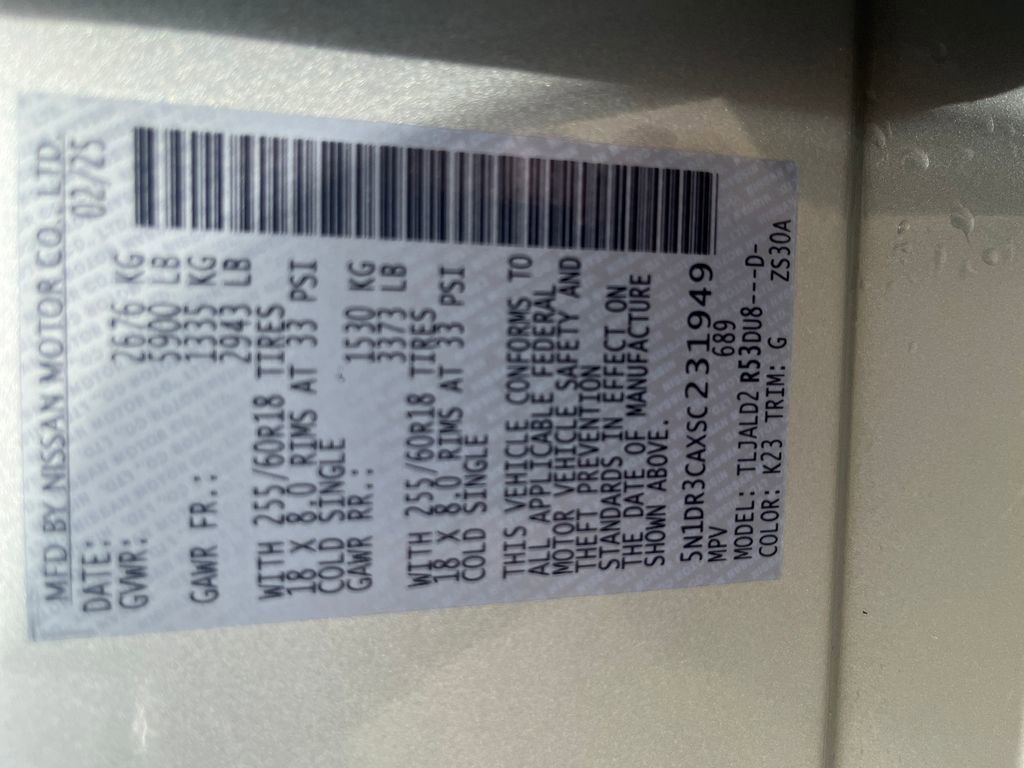 MFD BY NISSAN MOTOR CO., LTD.
DATE: 02/25
GVWR: 2676 KG
5900 LB
GAWR FR.: 1335 KG
2943 LB
WITH 255/60R18 TIRES
18 X 8.0 RIMS AT 33 PSI
COLD SINGLE
GAWR RR.: 1530 KG
3373 LB
WITH 255/60R18 TIRES
18 X 8.0 RIMS AT 33 PSI
COLD SINGLE
THIS VEHICLE CONFORMS TO
ALL APPLICABLE FEDERAL
MOTOR VEHICLE SAFETY AND
THEFT PREVENTION
STANDARDS IN EFFECT ON
THE DATE OF MANUFACTURE
SHOWN ABOVE.
5N1DR3CAXSC231949
MPV 689
MODEL: TLJALD2 R53DU8---D-
COLOR: K23 TRIM: G ZS30A